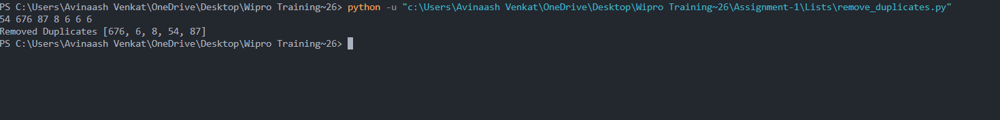 PS C:\Users\Avinaash Venkat\OneDrive\Desktop\Wipro Training~26> python -u "c:\Users\Avinaash Venkat\OneDrive\Desktop\Wipro Training~26\Assignment-1\Lists\remove_duplicates.py"
54 676 87 8 6 6 6
Removed Duplicates [676, 6, 8, 54, 87]
PS C:\Users\Avinaash Venkat\OneDrive\Desktop\Wipro Training~26>